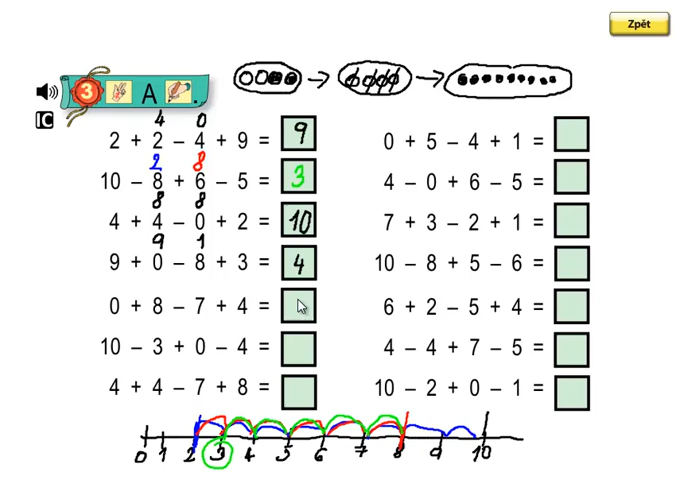 Zpět
3 A .
4 0
2 + 2 − 4 + 9 = 9
0 + 5 − 4 + 1 =
2 8
10 − 8 + 6 − 5 = 3
4 − 0 + 6 − 5 =
8 8
4 + 4 − 0 + 2 = 10
7 + 3 − 2 + 1 =
9 1
9 + 0 − 8 + 3 = 4
10 − 8 + 5 − 6 =
0 + 8 − 7 + 4 =
6 + 2 − 5 + 4 =
10 − 3 + 0 − 4 =
4 − 4 + 7 − 5 =
4 + 4 − 7 + 8 =
10 − 2 + 0 − 1 =
0 1 2 3 4 5 6 7 8 9 10